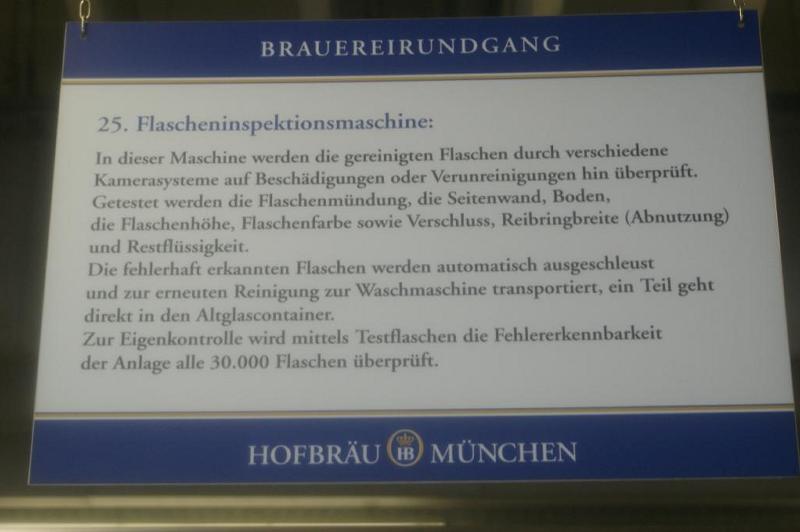 BRAUEREIRUNDGANG
25. Flascheninspektionsmaschine:
In dieser Maschine werden die gereinigten Flaschen durch verschiedene
Kamerasysteme auf Beschädigungen oder Verunreinigungen hin überprüft.
Getestet werden die Flaschenmündung, die Seitenwand, Boden,
die Flaschenhöhe, Flaschenfarbe sowie Verschluss, Reibringbreite (Abnutzung)
und Restflüssigkeit.
Die fehlerhaft erkannten Flaschen werden automatisch ausgeschleust
und zur erneuten Reinigung zur Waschmaschine transportiert, ein Teil geht
direkt in den Altglascontainer.
Zur Eigenkontrolle wird mittels Testflaschen die Fehlererkennbarkeit
der Anlage alle 30.000 Flaschen überprüft.
HOFBRÄU HB MÜNCHEN